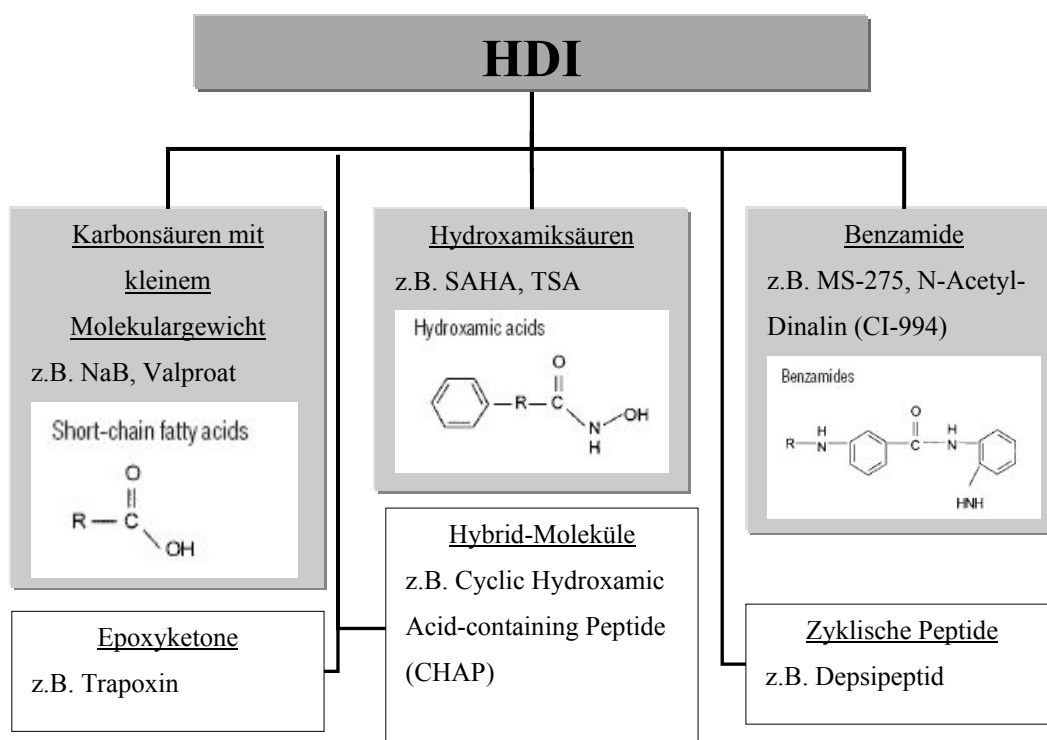 HDI
Karbonsäuren mit
kleinem
Molekulargewicht
z.B. NaB, Valproat
Short-chain fatty acids
O
R
C
OH
Hydroxamiksäuren
z.B. SAHA, TSA
Hydroxamic acids
O
R
C
N
OH
H
Benzamide
z.B. MS-275, N-Acetyl-
Dinalin (CI-994)
Benzamides
H
O
H
R
N
C
N
HNH
Epoxyketone
z.B. Trapoxin
Hybrid-Moleküle
z.B. Cyclic Hydroxamic
Acid-containing Peptide
(CHAP)
Zyklische Peptide
z.B. Depsipeptid